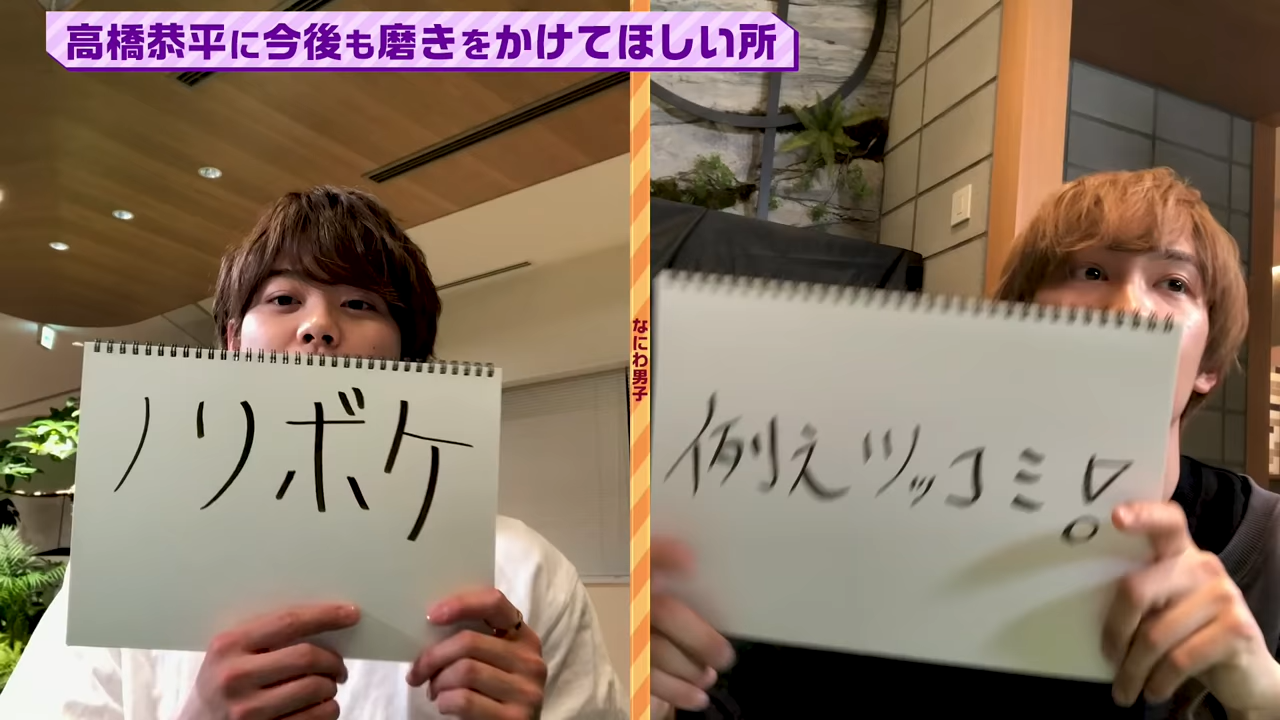 高橋恭平に今後も磨きをかけてほしい所
ノリボケ
なにわ男子
例えツッコミ!